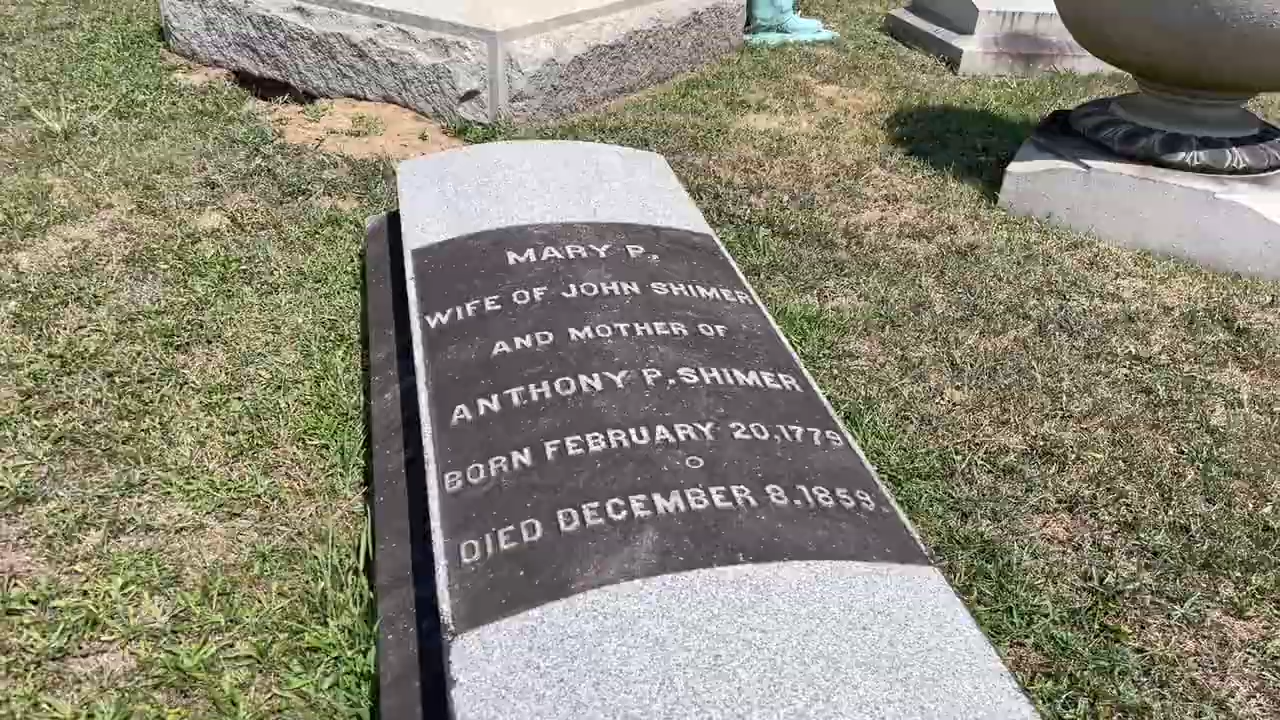 MARY P.
WIFE OF JOHN SHIMER
AND MOTHER OF
ANTHONY P. SHIMER
BORN FEBRUARY 20, 1779
DIED DECEMBER 8, 1859.